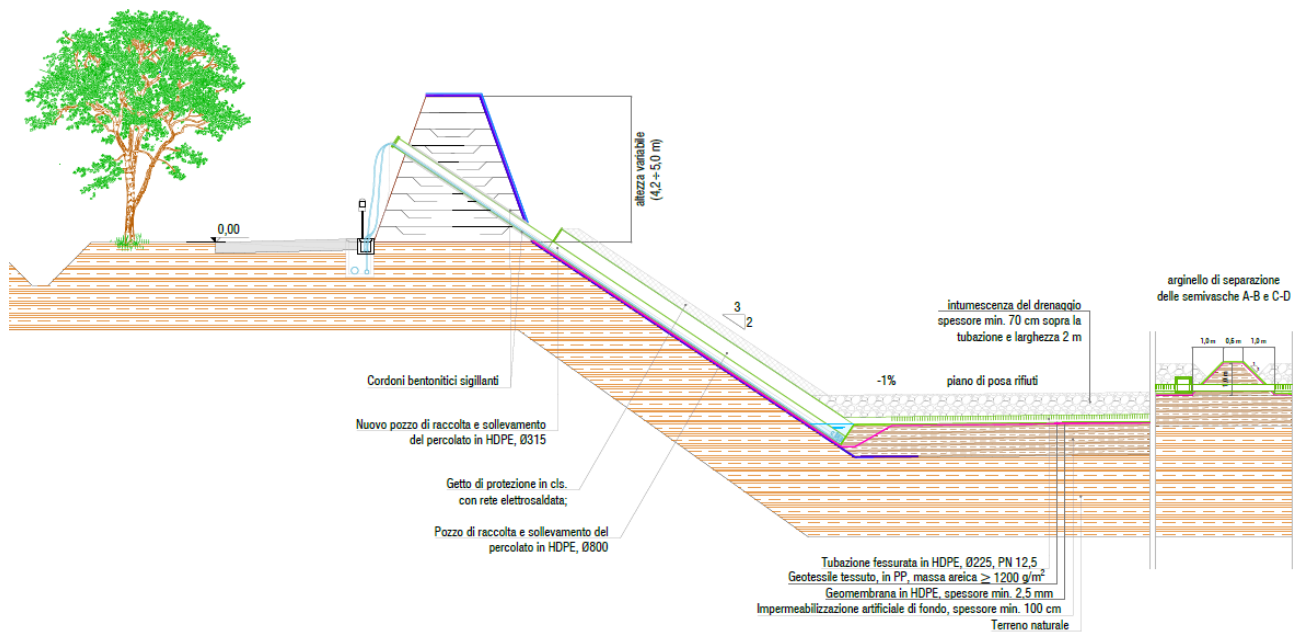 altezza variabile
(4,2 ÷ 5,0 m)
0,00
3
2
arginello di separazione
delle semivasche A-B e C-D
intumescenza del drenaggio
spessore min. 70 cm sopra la
tubazione e larghezza 2 m
1,0 m 0,5 m 1,0 m
Cordoni bentonitici sigillanti
-1% piano di posa rifiuti
Nuovo pozzo di raccolta e sollevamento
del percolato in HDPE, Ø315
Getto di protezione in cls.
con rete elettrosaldata;
Pozzo di raccolta e sollevamento del
percolato in HDPE, Ø800
Tubazione fessurata in HDPE, Ø225, PN 12,5
Geotessile tessuto, in PP, massa areica ≥ 1200 g/m²
Geomembrana in HDPE, spessore min. 2,5 mm
Impermeabilizzazione artificiale di fondo, spessore min. 100 cm
Terreno naturale